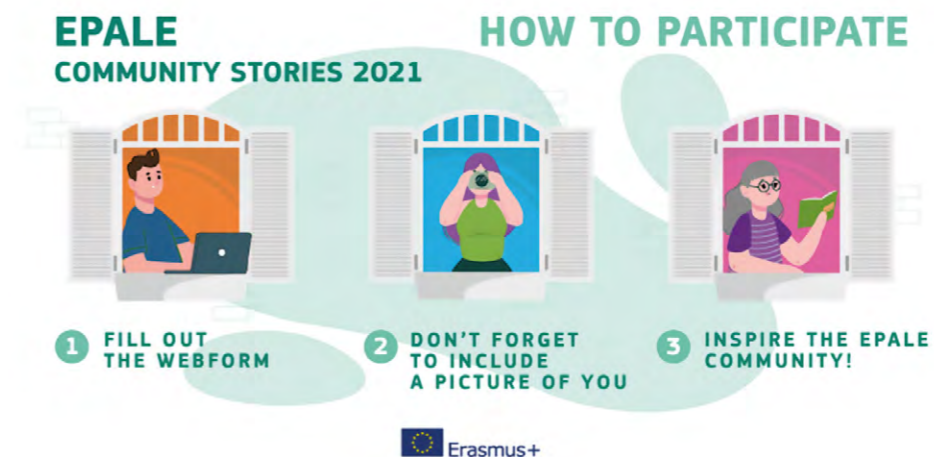 EPALE
COMMUNITY STORIES 2021
HOW TO PARTICIPATE
1 FILL OUT
THE WEBFORM
2 DON'T FORGET
TO INCLUDE
A PICTURE OF YOU
3 INSPIRE THE EPALE
COMMUNITY!
Erasmus+